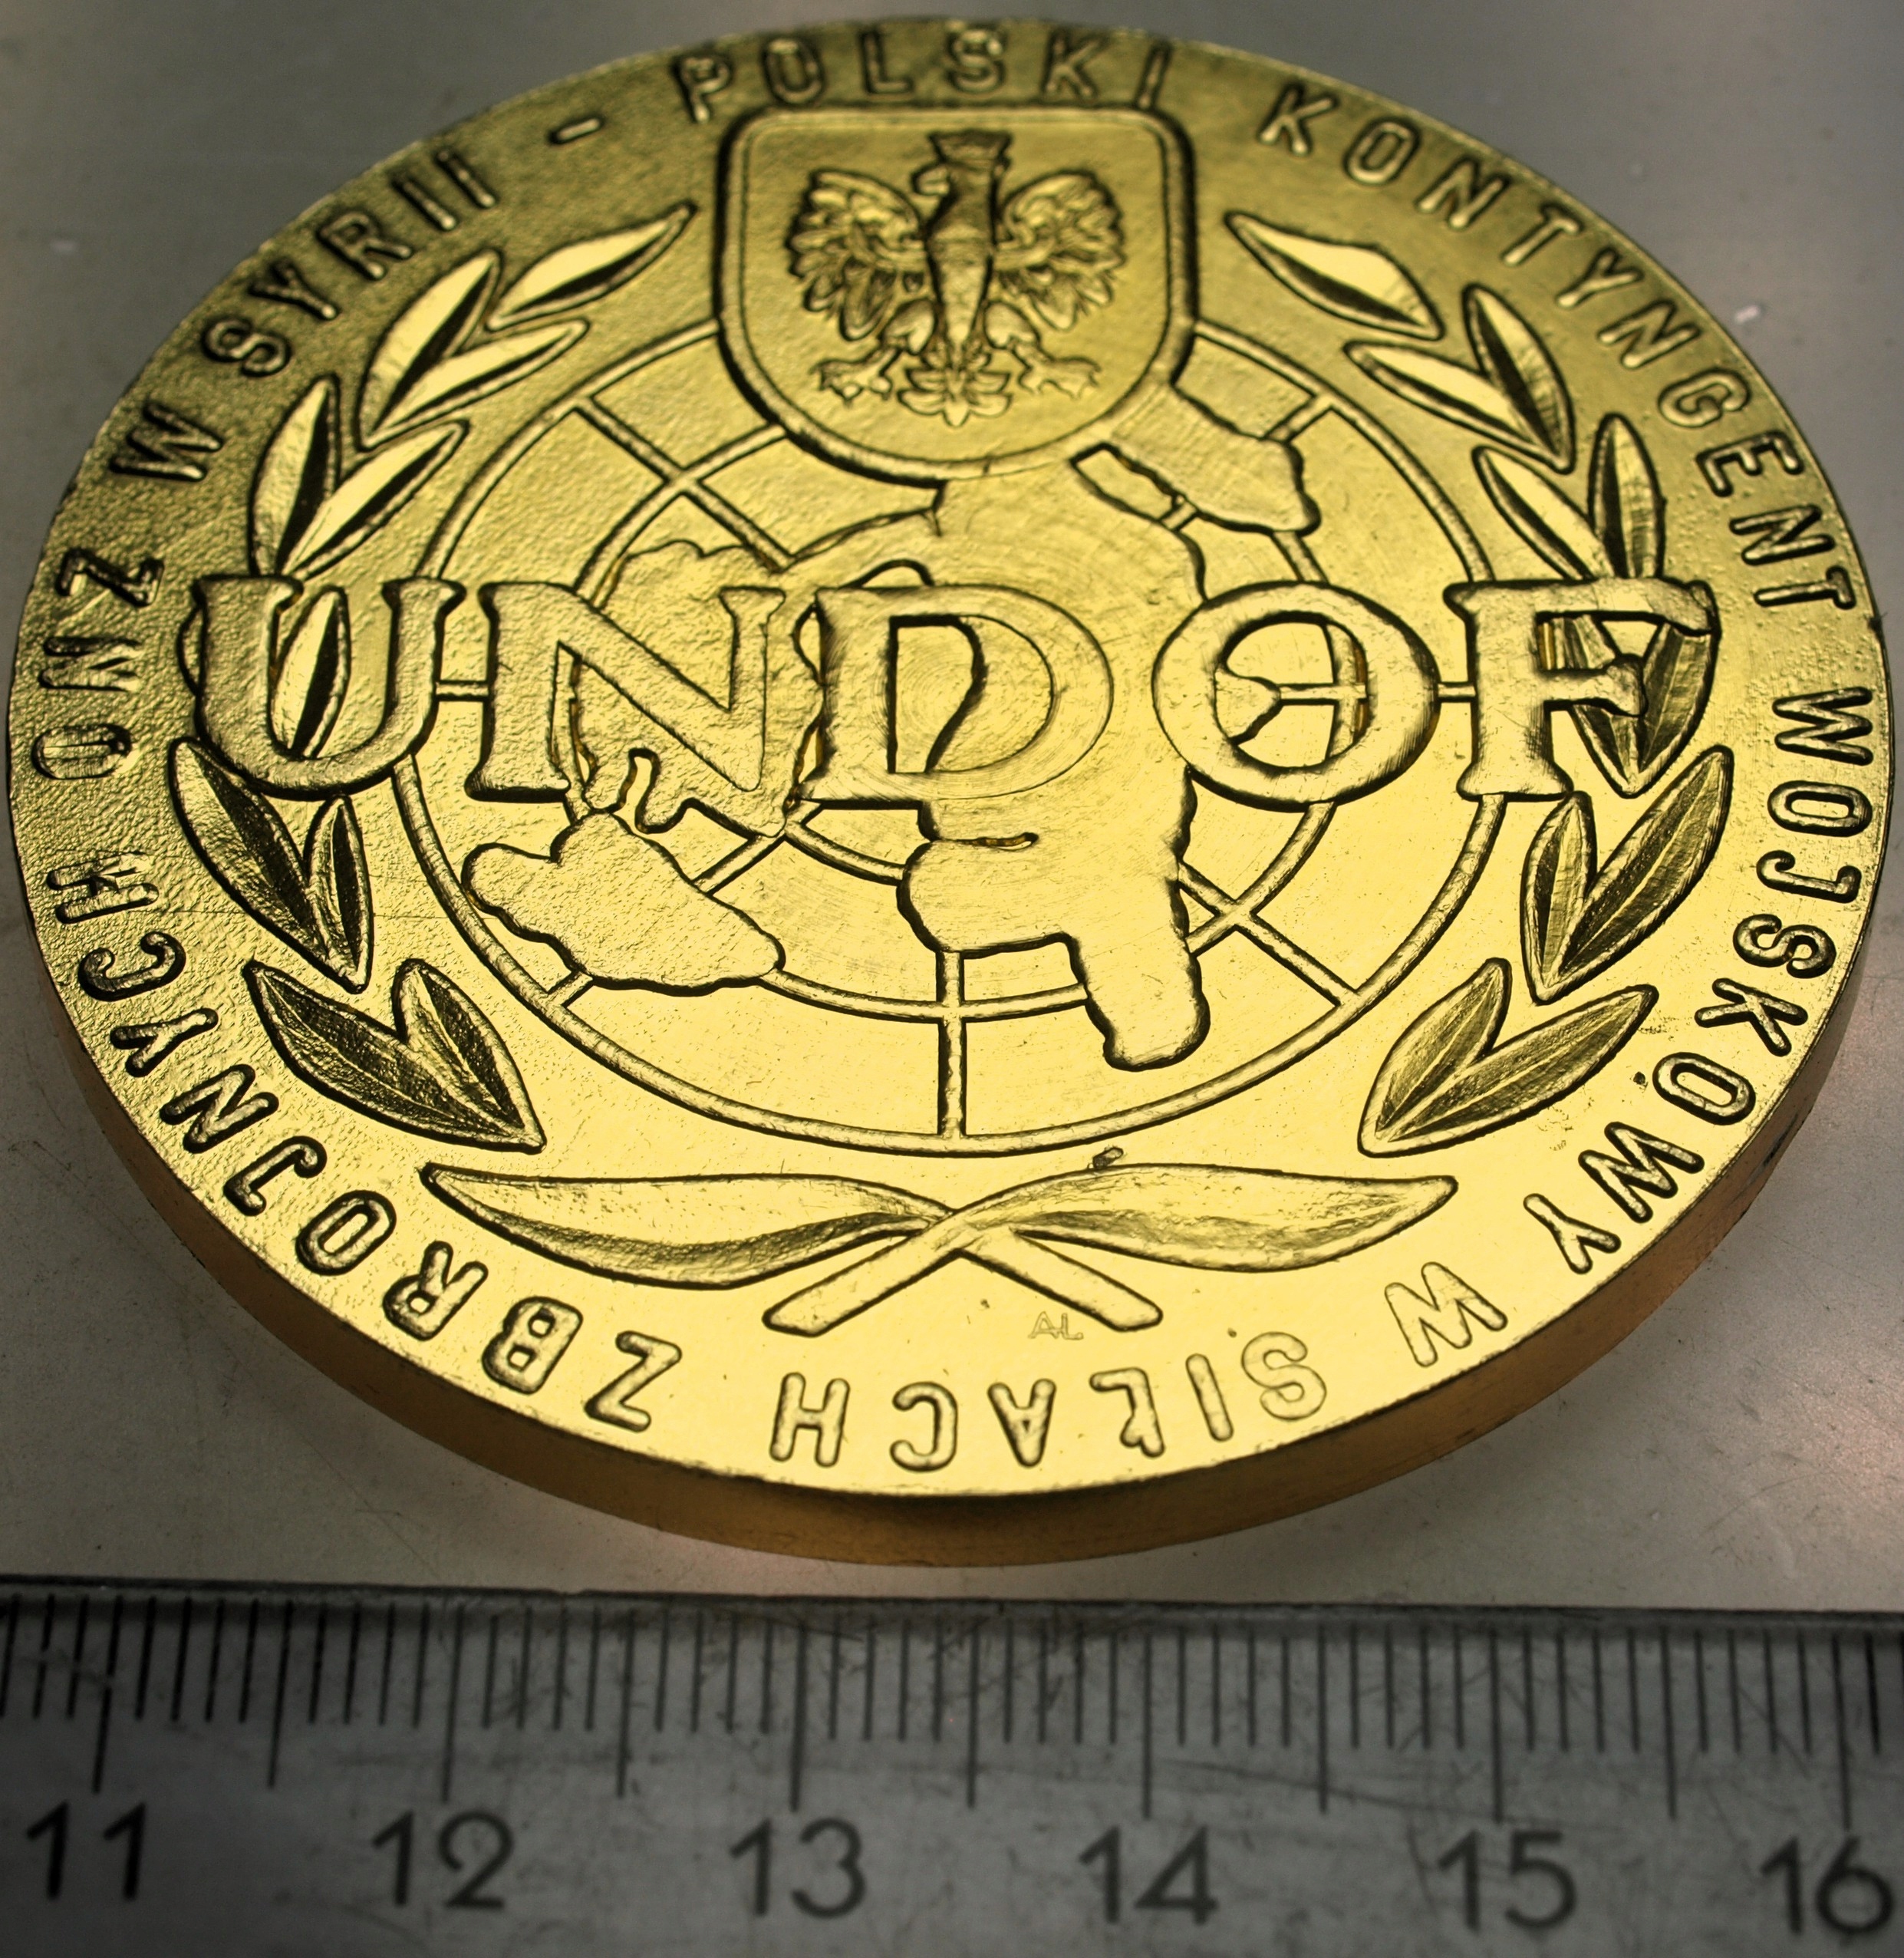 POLSKI KONTYNGENT WOJSKOWY W SIŁACH ZBROJNYCH ONZ W SYRII -
UNDOF
AL
11 12 13 14 15 16